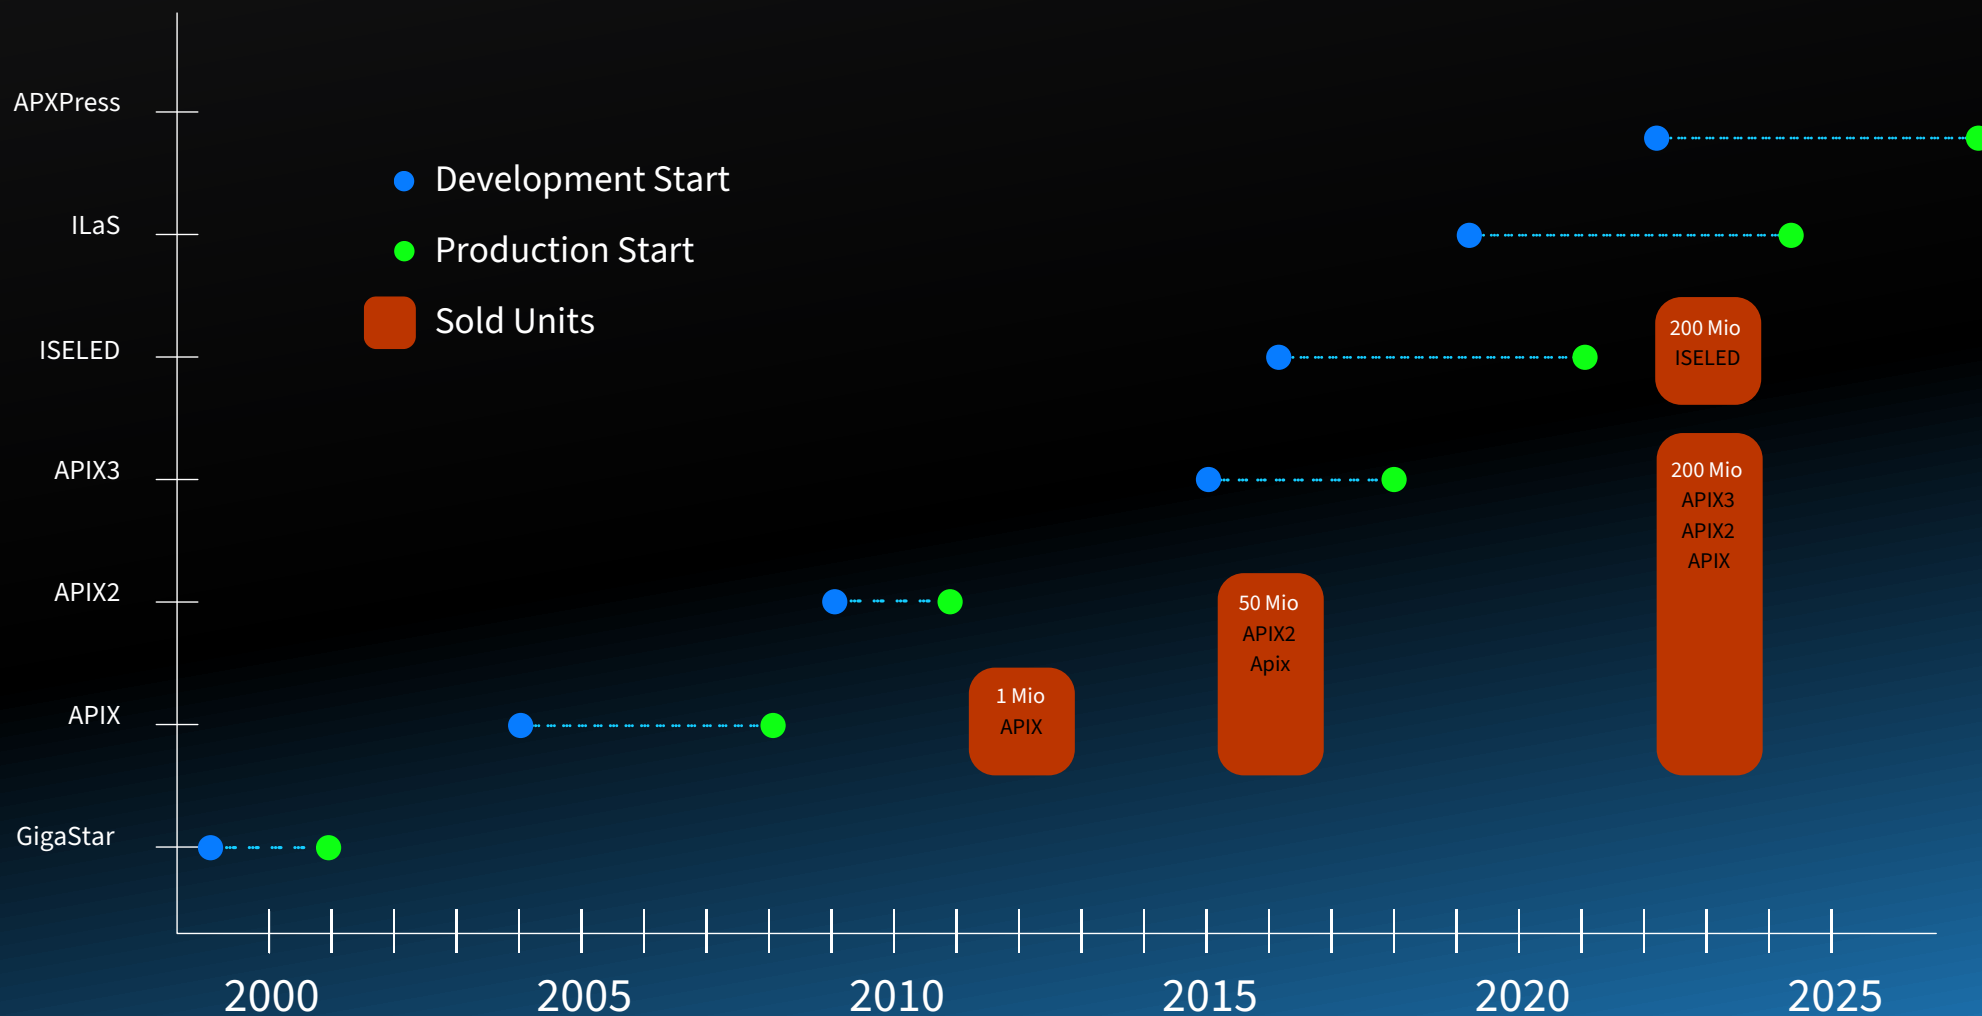 APXPress
ILaS
ISELED
APIX3
APIX2
APIX
GigaStar
Development Start
Production Start
Sold Units
200 Mio
ISELED
200 Mio
APIX3
APIX2
APIX
50 Mio
APIX2
Apix
1 Mio
APIX
2000
2005
2010
2015
2020
2025